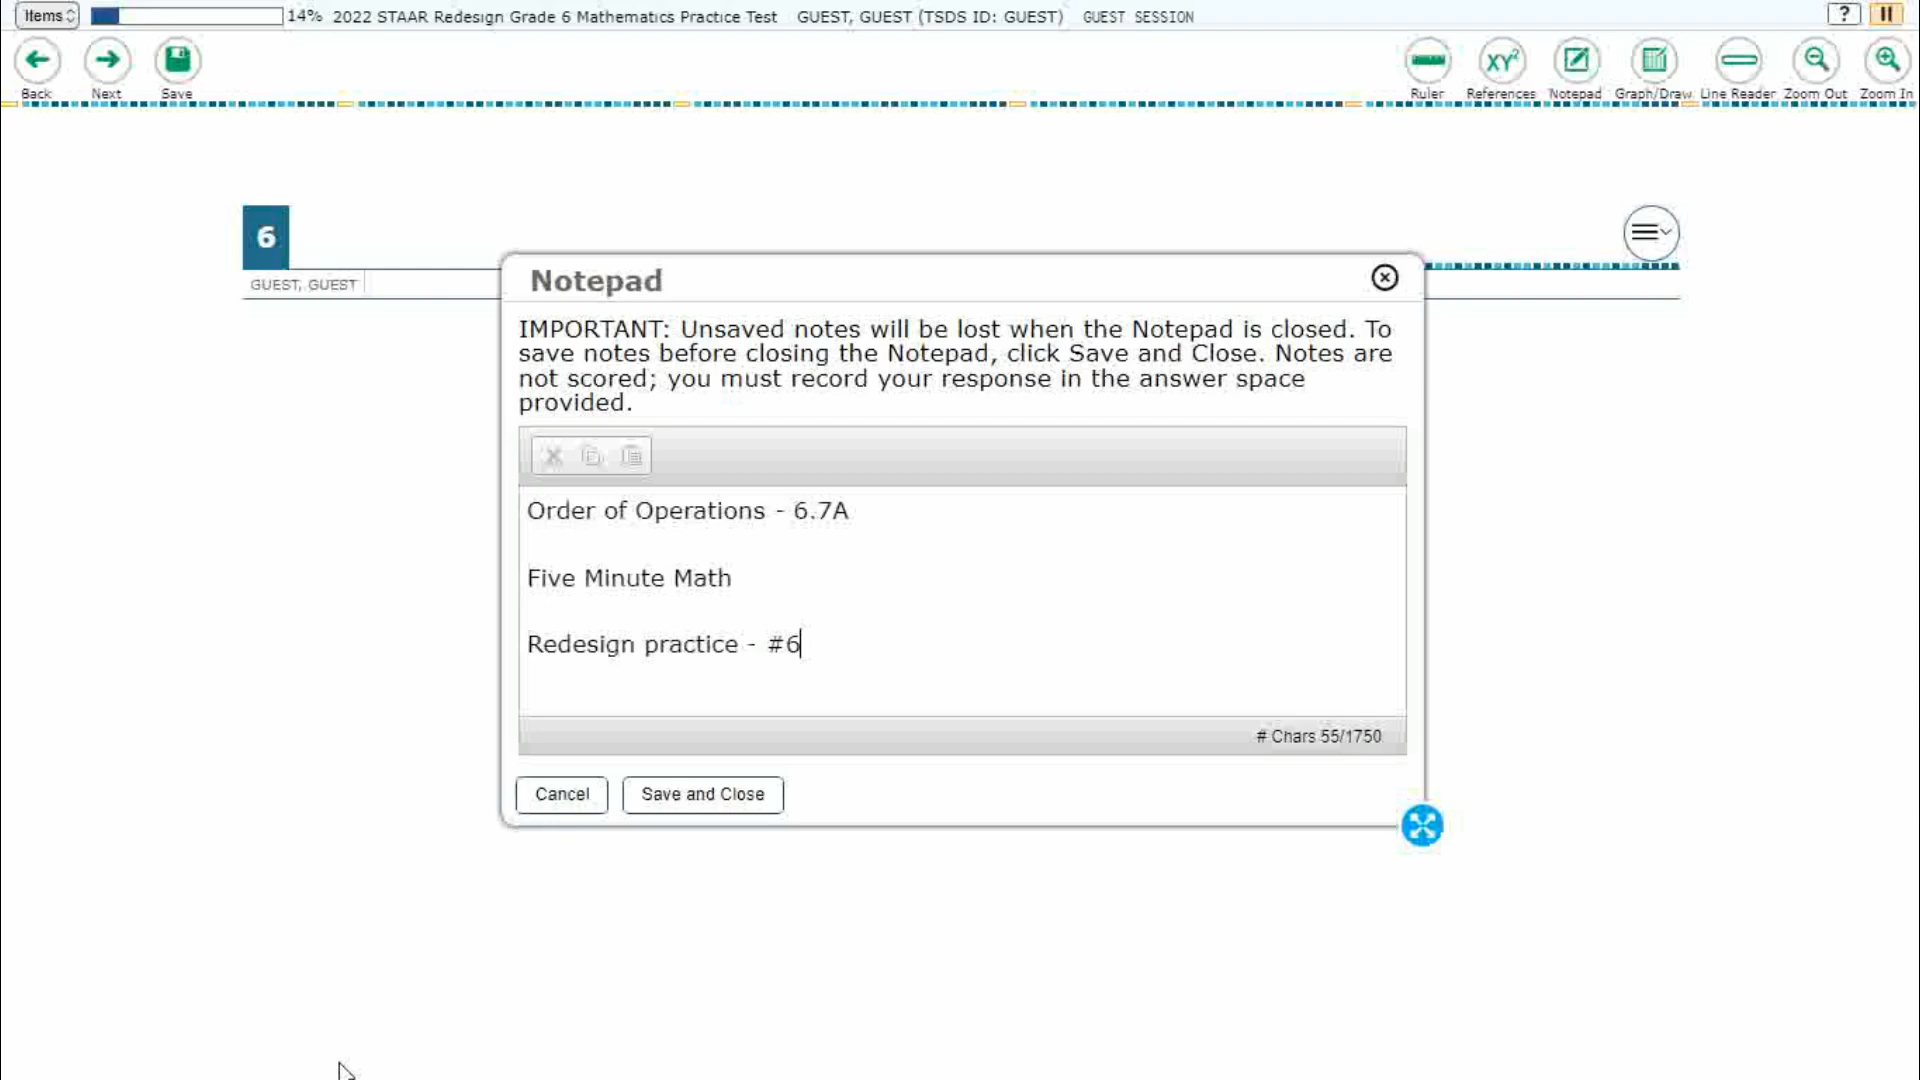 Items 14% 2022 STAAR Redesign Grade 6 Mathematics Practice Test GUEST, GUEST (TSDS ID: GUEST) GUEST SESSION ?
Back Next Save Ruler XY² References Notepad Graph/Draw Line Reader Zoom Out Zoom In
6
GUEST, GUEST
Notepad
IMPORTANT: Unsaved notes will be lost when the Notepad is closed. To
save notes before closing the Notepad, click Save and Close. Notes are
not scored; you must record your response in the answer space
provided.
Order of Operations - 6.7A
Five Minute Math
Redesign practice - #6
# Chars 55/1750
Cancel Save and Close